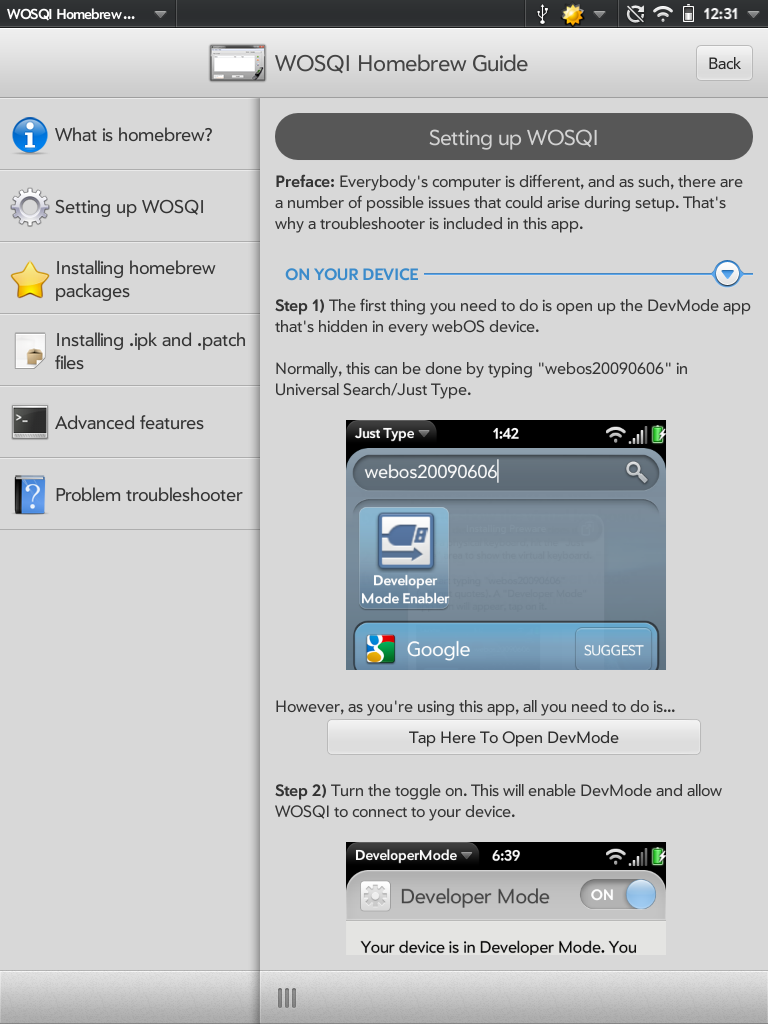 WOSQI Homebrew...
12:31
WOSQI Homebrew Guide
Back
What is homebrew?
Setting up WOSQI
Installing homebrew
packages
Installing .ipk and .patch
files
Advanced features
Problem troubleshooter
Setting up WOSQI
Preface: Everybody's computer is different, and as such, there are
a number of possible issues that could arise during setup. That's
why a troubleshooter is included in this app.
ON YOUR DEVICE
Step 1) The first thing you need to do is open up the DevMode app
that's hidden in every webOS device.
Normally, this can be done by typing "webos20090606" in
Universal Search/Just Type.
Just Type
1:42
webos20090606
Developer
Mode Enabler
Google
SUGGEST
However, as you're using this app, all you need to do is...
Tap Here To Open DevMode
Step 2) Turn the toggle on. This will enable DevMode and allow
WOSQI to connect to your device.
DeveloperMode
6:39
Developer Mode
ON
Your device is in Developer Mode. You